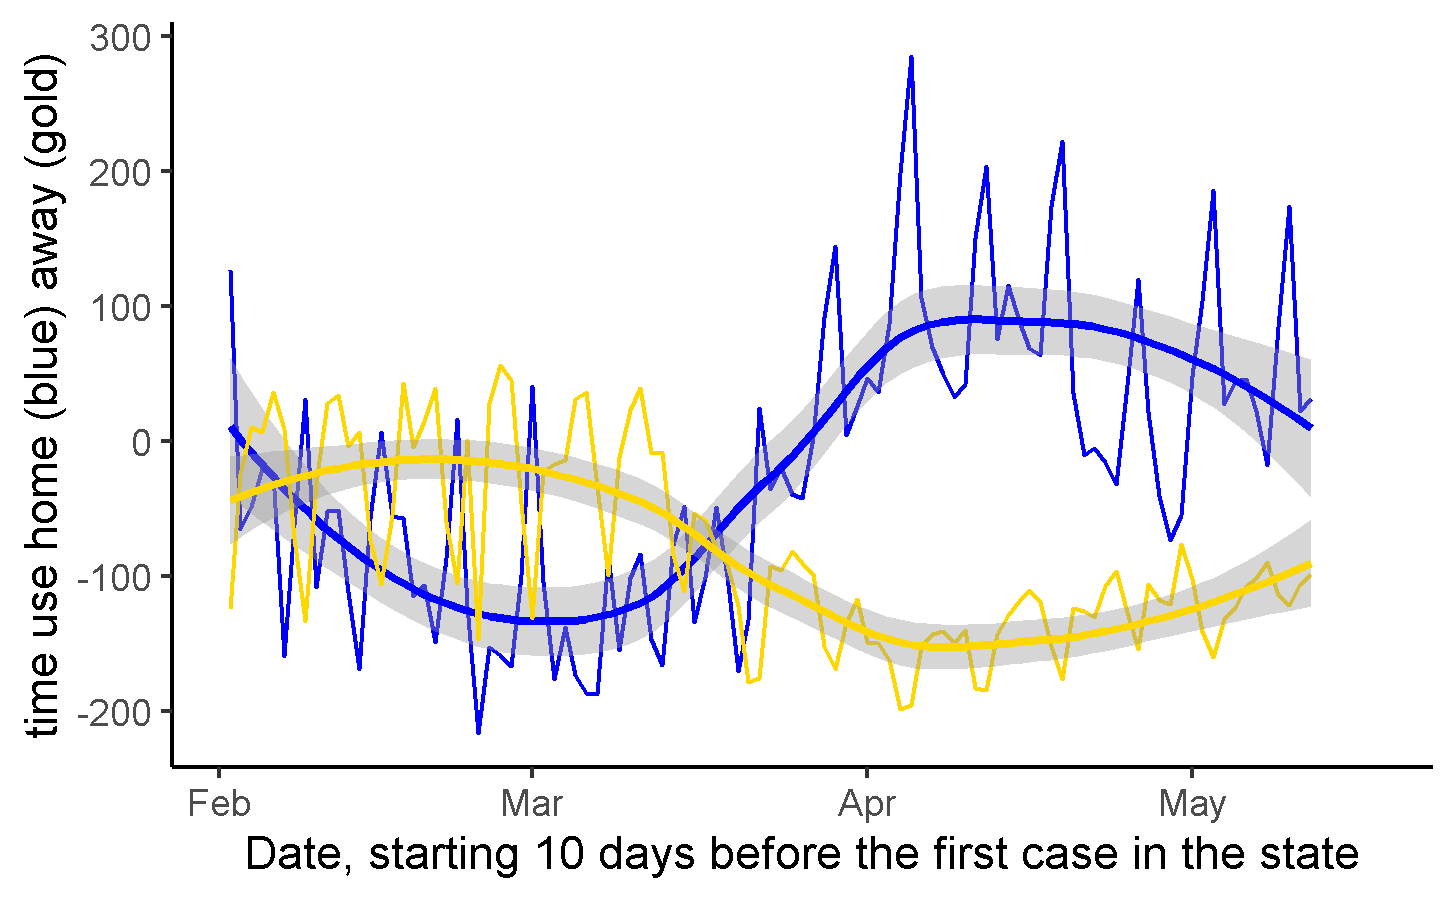 time use home (blue) away (gold)
300
200
100
0
-100
-200
Feb
Mar
Apr
May
Date, starting 10 days before the first case in the state